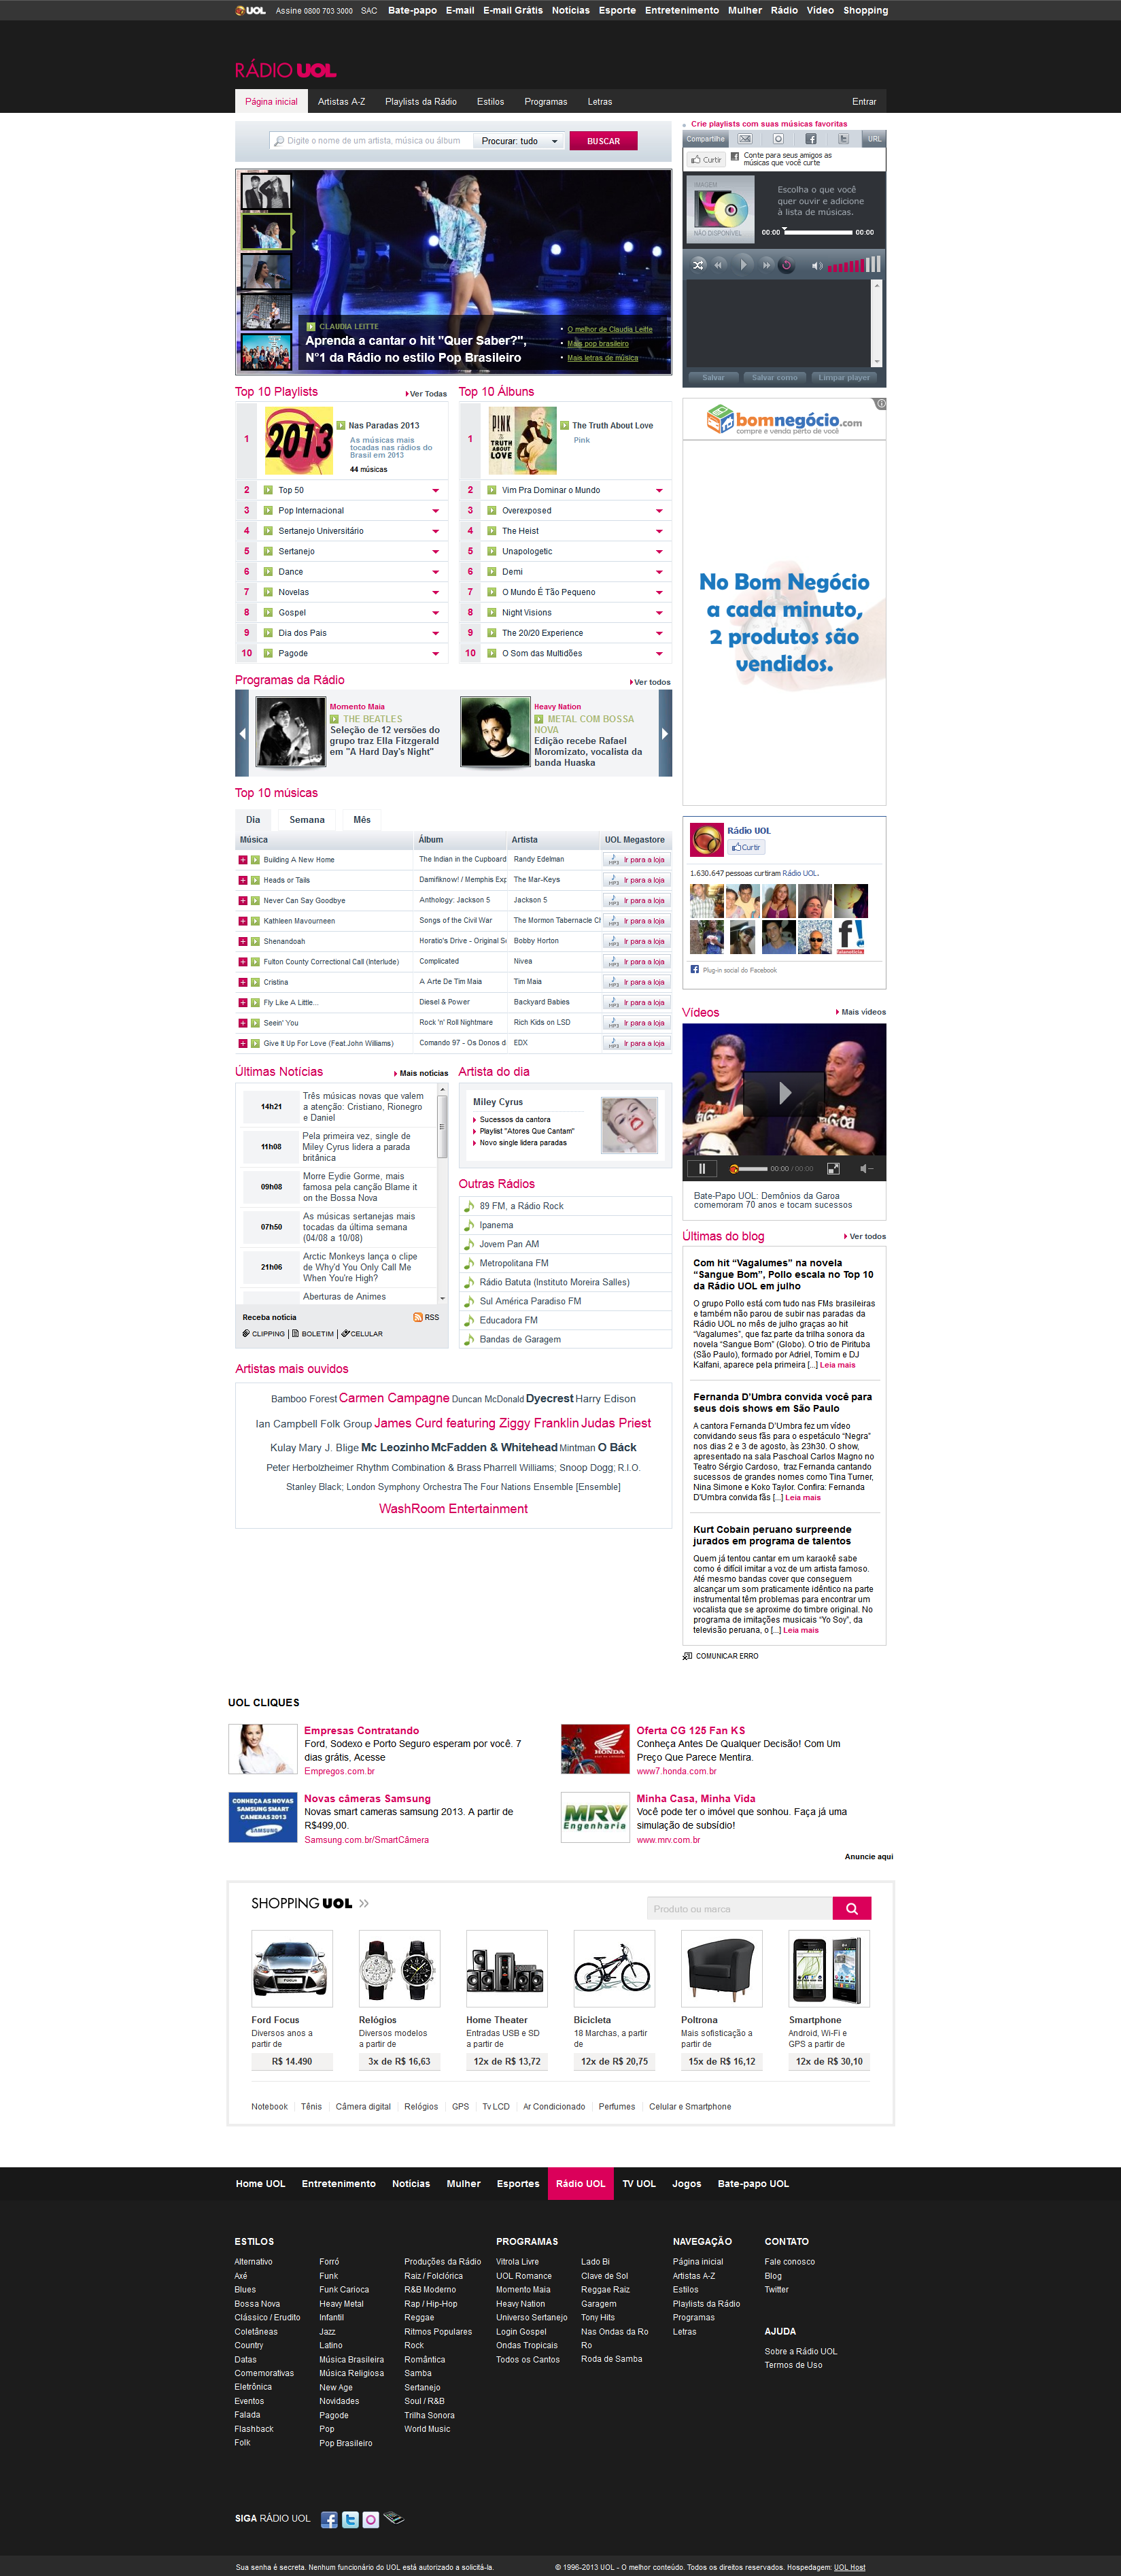 UOL Assine 0800 703 3000 SAC Bate-papo E-mail E-mail Grátis Notícias Esporte Entretenimento Mulher Rádio Vídeo Shopping
RÁDIO UOL
Página inicial Artistas A-Z Playlists da Rádio Estilos Programas Letras Entrar
Digite o nome de um artista, música ou álbum Procurar: tudo BUSCAR
CLAUDIA LEITTE
Aprenda a cantar o hit "Quer Saber?",
N°1 da Rádio no estilo Pop Brasileiro
O melhor de Claudia Leitte
Mais pop brasileiro
Mais letras de música
Crie playlists com suas músicas favoritas
Compartilhe URL
Curtir Conte para seus amigos as
músicas que você curte
IMAGEM
NÃO DISPONÍVEL
Escolha o que você
quer ouvir e adicione
à lista de músicas.
00:00 00:00
Salvar Salvar como Limpar player
Top 10 Playlists Ver Todas
1 2013 Nas Paradas 2013
As músicas mais
tocadas nas rádios do
Brasil em 2013
44 músicas
2 Top 50
3 Pop Internacional
4 Sertanejo Universitário
5 Sertanejo
6 Dance
7 Novelas
8 Gospel
9 Dia dos Pais
10 Pagode
Top 10 Álbuns
1 P!NK THE TRUTH ABOUT LOVE The Truth About Love
Pink
2 Vim Pra Dominar o Mundo
3 Overexposed
4 The Heist
5 Unapologetic
6 Demi
7 O Mundo É Tão Pequeno
8 Night Visions
9 The 20/20 Experience
10 O Som das Multidões
bomnegócio.com
compre e venda perto de você
No Bom Negócio
a cada minuto,
2 produtos são
vendidos.
Programas da Rádio Ver todos
Momento Maia
THE BEATLES
Seleção de 12 versões do
grupo traz Ella Fitzgerald
em "A Hard Day's Night"
Heavy Nation
METAL COM BOSSA
NOVA
Edição recebe Rafael
Moromizato, vocalista da
banda Huaska
Top 10 músicas
Dia Semana Mês
Música Álbum Artista UOL Megastore
Building A New Home The Indian in the Cupboard Randy Edelman MP3 Ir para a loja
Heads or Tails Damifiknow! / Memphis Exp The Mar-Keys MP3 Ir para a loja
Never Can Say Goodbye Anthology: Jackson 5 Jackson 5 MP3 Ir para a loja
Kathleen Mavourneen Songs of the Civil War The Mormon Tabernacle Ch MP3 Ir para a loja
Shenandoah Horatio's Drive - Original So Bobby Horton MP3 Ir para a loja
Fulton County Correctional Call (Interlude) Complicated Nivea MP3 Ir para a loja
Cristina A Arte De Tim Maia Tim Maia MP3 Ir para a loja
Fly Like A Little... Diesel & Power Backyard Babies MP3 Ir para a loja
Seein' You Rock 'n' Roll Nightmare Rich Kids on LSD MP3 Ir para a loja
Give It Up For Love (Feat.John Williams) Comando 97 - Os Donos d EDX MP3 Ir para a loja
Rádio UOL
Curtir
1.630.647 pessoas curtiram Rádio UOL.
Plug-in social do Facebook
Vídeos Mais vídeos
00:00 / 00:00
Bate-Papo UOL: Demônios da Garoa
comemoram 70 anos e tocam sucessos
Últimas Notícias Mais notícias
14h21 Três músicas novas que valem
a atenção: Cristiano, Rionegro
e Daniel
11h08 Pela primeira vez, single de
Miley Cyrus lidera a parada
britânica
09h08 Morre Eydie Gorme, mais
famosa pela canção Blame it
on the Bossa Nova
07h50 As músicas sertanejas mais
tocadas da última semana
(04/08 a 10/08)
21h06 Arctic Monkeys lança o clipe
de Why'd You Only Call Me
When You're High?
Aberturas de Animes
Receba notícia RSS
CLIPPING BOLETIM CELULAR
Artista do dia
Miley Cyrus
Sucessos da cantora
Playlist "Atores Que Cantam"
Novo single lidera paradas
Outras Rádios
89 FM, a Rádio Rock
Ipanema
Jovem Pan AM
Metropolitana FM
Rádio Batuta (Instituto Moreira Salles)
Sul América Paradiso FM
Educadora FM
Bandas de Garagem
Últimas do blog Ver todos
Com hit “Vagalumes” na novela
“Sangue Bom”, Pollo escala no Top 10
da Rádio UOL em julho
O grupo Pollo está com tudo nas FMs brasileiras
e também não parou de subir nas paradas da
Rádio UOL no mês de julho graças ao hit
“Vagalumes”, que faz parte da trilha sonora da
novela “Sangue Bom” (Globo). O trio de Pirituba
(São Paulo), formado por Adriel, Tomim e DJ
Kalfani, aparece pela primeira [...] Leia mais
Fernanda D’Umbra convida você para
seus dois shows em São Paulo
A cantora Fernanda D’Umbra fez um vídeo
convidando seus fãs para o espetáculo “Negra”
nos dias 2 e 3 de agosto, às 23h30. O show,
apresentado na sala Paschoal Carlos Magno no
Teatro Sérgio Cardoso, traz Fernanda cantando
sucessos de grandes nomes como Tina Turner,
Nina Simone e Koko Taylor. Confira: Fernanda
D’Umbra convida fãs [...] Leia mais
Kurt Cobain peruano surpreende
jurados em programa de talentos
Quem já tentou cantar em um karaokê sabe
como é difícil imitar a voz de um artista famoso.
Até mesmo bandas cover que conseguem
alcançar um som praticamente idêntico na parte
instrumental têm problemas para encontrar um
vocalista que se aproxime do timbre original. No
programa de imitações musicais “Yo Soy”, da
televisão peruana, o [...] Leia mais
COMUNICAR ERRO
Artistas mais ouvidos
Bamboo Forest Carmen Campagne Duncan McDonald Dyecrest Harry Edison
Ian Campbell Folk Group James Curd featuring Ziggy Franklin Judas Priest
Kulay Mary J. Blige Mc Leozinho McFadden & Whitehead Mintman O Báck
Peter Herbolzheimer Rhythm Combination & Brass Pharrell Williams; Snoop Dogg; R.I.O.
Stanley Black; London Symphony Orchestra The Four Nations Ensemble [Ensemble]
WashRoom Entertainment
UOL CLIQUES
Empresas Contratando
Ford, Sodexo e Porto Seguro esperam por você. 7
dias grátis, Acesse
Empregos.com.br
HONDA
Oferta CG 125 Fan KS
Conheça Antes De Qualquer Decisão! Com Um
Preço Que Parece Mentira.
www7.honda.com.br
CONHEÇA AS NOVAS
SAMSUNG SMART
CAMERAS 2013
SAMSUNG
Novas câmeras Samsung
Novas smart cameras samsung 2013. A partir de
R$499,00.
Samsung.com.br/SmartCâmera
MRV
Engenharia
Minha Casa, Minha Vida
Você pode ter o imóvel que sonhou. Faça já uma
simulação de subsídio!
www.mrv.com.br
Anuncie aqui
SHOPPING UOL Produto ou marca
Ford Focus
Diversos anos a
partir de
R$ 14.490
Relógios
Diversos modelos
a partir de
3x de R$ 16,63
Home Theater
Entradas USB e SD
a partir de
12x de R$ 13,72
Bicicleta
18 Marchas, a partir
de
12x de R$ 20,75
Poltrona
Mais sofisticação a
partir de
15x de R$ 16,12
Smartphone
Android, Wi-Fi e
GPS a partir de
12x de R$ 30,10
Notebook Tênis Câmera digital Relógios GPS Tv LCD Ar Condicionado Perfumes Celular e Smartphone
Home UOL Entretenimento Notícias Mulher Esportes Rádio UOL TV UOL Jogos Bate-papo UOL
ESTILOS
Alternativo
Axé
Blues
Bossa Nova
Clássico / Erudito
Coletâneas
Country
Datas
Comemorativas
Eletrônica
Eventos
Falada
Flashback
Folk
Forró
Funk
Funk Carioca
Heavy Metal
Infantil
Jazz
Latino
Música Brasileira
Música Religiosa
New Age
Novidades
Pagode
Pop
Pop Brasileiro
Produções da Rádio
Raiz / Folclórica
R&B Moderno
Rap / Hip-Hop
Reggae
Ritmos Populares
Rock
Romântica
Samba
Sertanejo
Soul / R&B
Trilha Sonora
World Music
PROGRAMAS
Vitrola Livre
UOL Romance
Momento Maia
Heavy Nation
Universo Sertanejo
Login Gospel
Ondas Tropicais
Todos os Cantos
Lado Bi
Clave de Sol
Reggae Raiz
Garagem
Tony Hits
Nas Ondas da Ro
Ro
Roda de Samba
NAVEGAÇÃO
Página inicial
Artistas A-Z
Estilos
Playlists da Rádio
Programas
Letras
CONTATO
Fale conosco
Blog
Twitter
AJUDA
Sobre a Rádio UOL
Termos de Uso
SIGA RÁDIO UOL
Sua senha é secreta. Nenhum funcionário do UOL está autorizado a solicitá-la. © 1996-2013 UOL - O melhor conteúdo. Todos os direitos reservados. Hospedagem: UOL Host